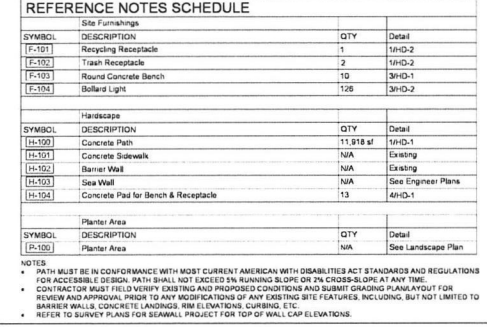 REFERENCE NOTES SCHEDULE
Site Furnishings
SYMBOL DESCRIPTION QTY Detail
F-101 Recycling Receptacle 1 1/HD-2
F-102 Trash Receptacle 2 1/HD-2
F-103 Round Concrete Bench 10 3/HD-1
F-104 Bollard Light 126 3/HD-2
Hardscape
SYMBOL DESCRIPTION QTY Detail
H-100 Concrete Path 11,918 sf 1/HD-1
H-101 Concrete Sidewalk N/A Existing
H-102 Barrier Wall N/A Existing
H-103 Sea Wall N/A See Engineer Plans
H-104 Concrete Pad for Bench & Receptacle 13 4/HD-1
Planter Area
SYMBOL DESCRIPTION QTY Detail
P-100 Planter Area N/A See Landscape Plan
NOTES
• PATH MUST BE IN CONFORMANCE WITH MOST CURRENT AMERICAN WITH DISABILITIES ACT STANDARDS AND REGULATIONS
FOR ACCESSIBLE DESIGN. PATH SHALL NOT EXCEED 5% RUNNING SLOPE OR 2% CROSS-SLOPE AT ANY TIME.
• CONTRACTOR MUST FIELD VERIFY EXISTING AND PROPOSED CONDITIONS AND SUBMIT GRADING PLAN/LAYOUT FOR
REVIEW AND APPROVAL PRIOR TO ANY MODIFICATIONS OF ANY EXISTING SITE FEATURES, INCLUDING, BUT NOT LIMITED TO
BARRIER WALLS, CONCRETE LANDINGS, RIM ELEVATIONS, CURBING, ETC.
• REFER TO SURVEY PLANS FOR SEAWALL PROJECT FOR TOP OF WALL CAP ELEVATIONS.